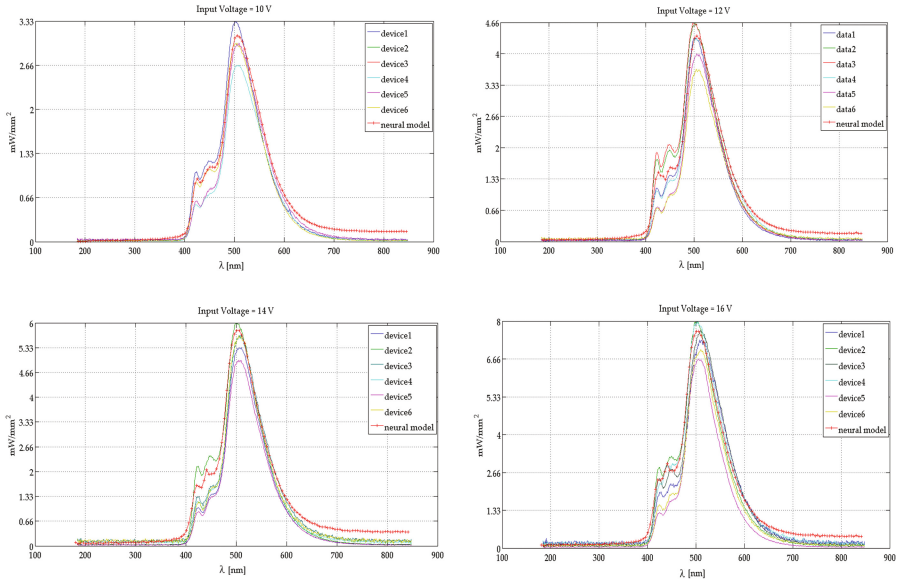 Input Voltage = 10 V
3.33
2.66
2
1.33
0.66
0
mW/mm²
100 200 300 400 500 600 700 800 900
λ [nm]
device1
device2
device3
device4
device5
device6
neural model
Input Voltage = 12 V
4.66
4
3.33
2.66
2
1.33
0.66
0
mW/mm²
100 200 300 400 500 600 700 800 900
λ [nm]
data1
data2
data3
data4
data5
data6
neural model
Input Voltage = 14 V
6
5.33
4.66
4
3.33
2.66
2
1.33
0.66
0
mW/mm²
100 200 300 400 500 600 700 800 900
λ [nm]
device1
device2
device3
device4
device5
device6
neural model
Input Voltage = 16 V
8
6.66
5.33
4
2.66
1.33
0
mW/mm²
100 200 300 400 500 600 700 800 900
λ [nm]
device1
device2
device3
device4
device5
device6
neural model